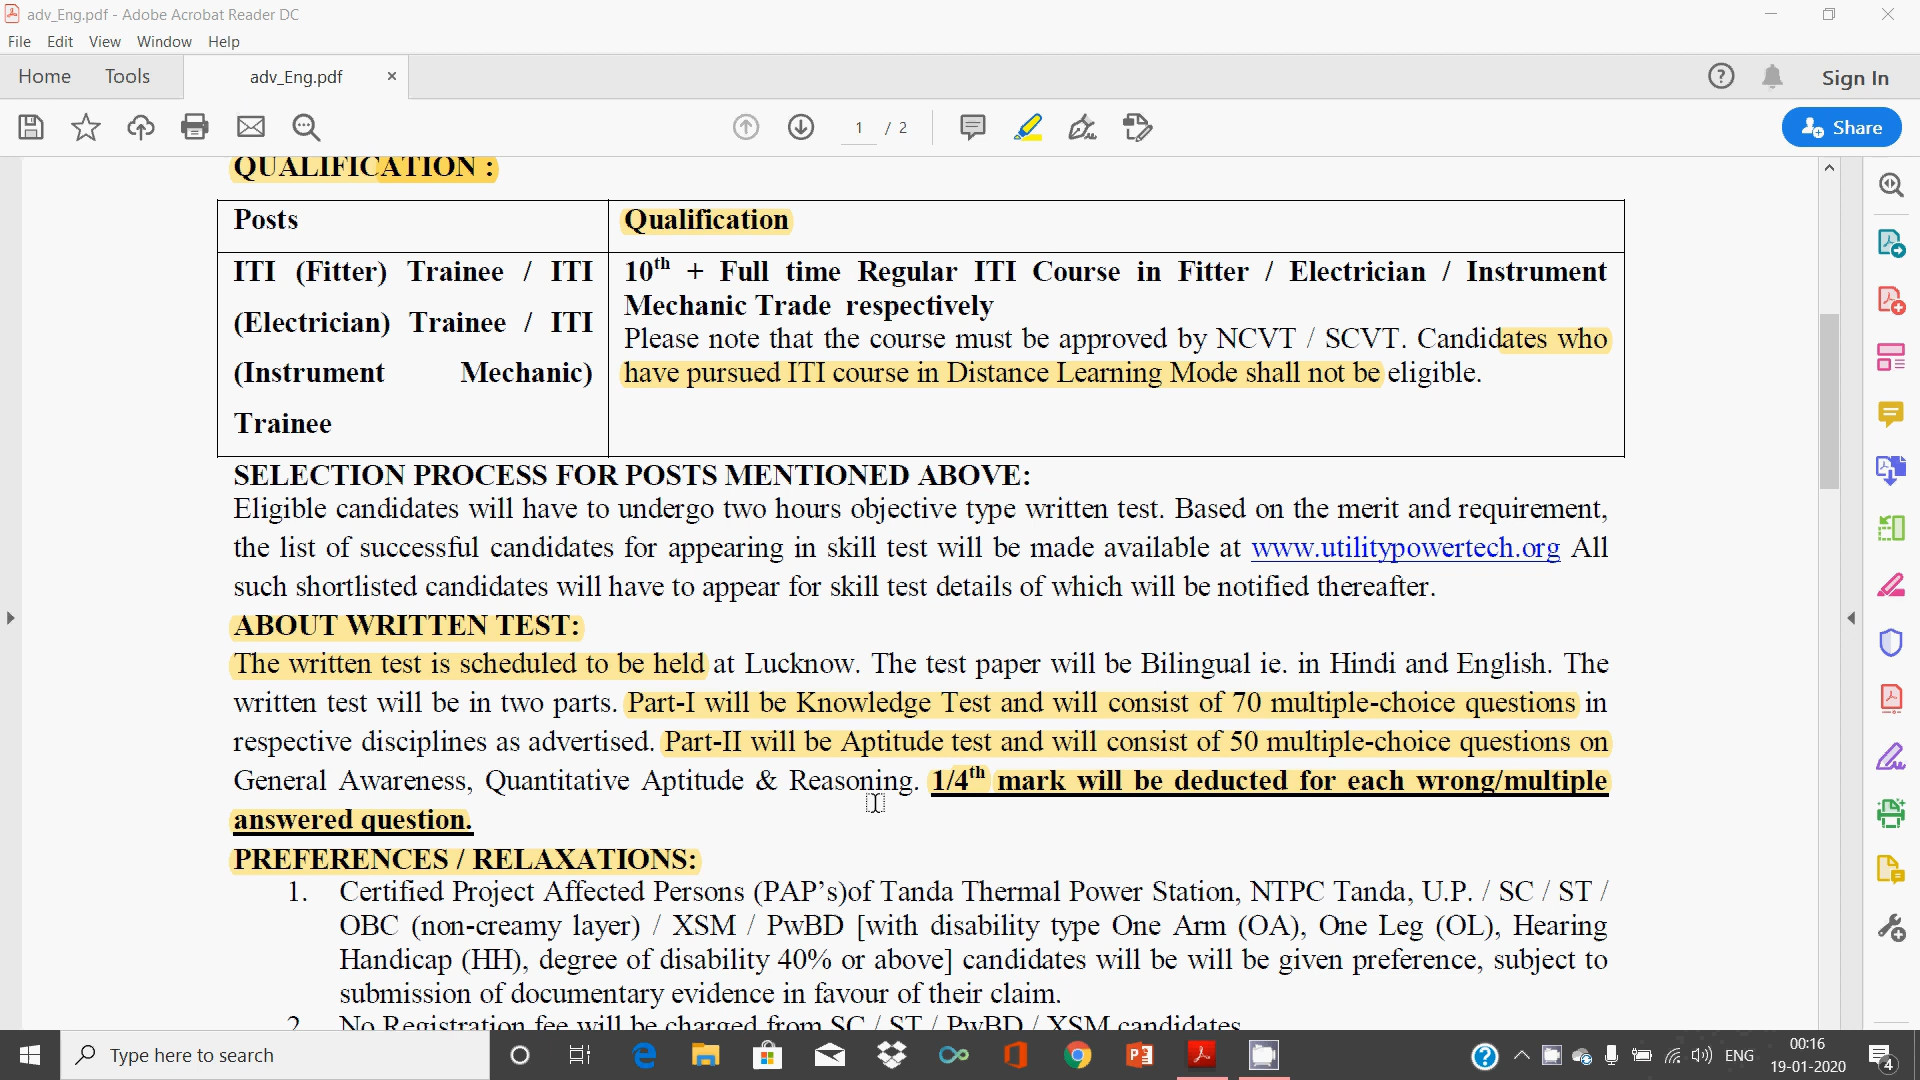 adv_Eng.pdf - Adobe Acrobat Reader DC
File Edit View Window Help
Home Tools adv_Eng.pdf × Sign In
1 / 2 Share
QUALIFICATION :
Posts Qualification
ITI (Fitter) Trainee / ITI
(Electrician) Trainee / ITI
(Instrument Mechanic)
Trainee
10th + Full time Regular ITI Course in Fitter / Electrician / Instrument
Mechanic Trade respectively
Please note that the course must be approved by NCVT / SCVT. Candidates who
have pursued ITI course in Distance Learning Mode shall not be eligible.
SELECTION PROCESS FOR POSTS MENTIONED ABOVE:
Eligible candidates will have to undergo two hours objective type written test. Based on the merit and requirement,
the list of successful candidates for appearing in skill test will be made available at www.utilitypowertech.org All
such shortlisted candidates will have to appear for skill test details of which will be notified thereafter.
ABOUT WRITTEN TEST:
The written test is scheduled to be held at Lucknow. The test paper will be Bilingual ie. in Hindi and English. The
written test will be in two parts. Part-I will be Knowledge Test and will consist of 70 multiple-choice questions in
respective disciplines as advertised. Part-II will be Aptitude test and will consist of 50 multiple-choice questions on
General Awareness, Quantitative Aptitude & Reasoning. 1/4th mark will be deducted for each wrong/multiple
answered question.
PREFERENCES / RELAXATIONS:
1. Certified Project Affected Persons (PAP's)of Tanda Thermal Power Station, NTPC Tanda, U.P. / SC / ST /
OBC (non-creamy layer) / XSM / PwBD [with disability type One Arm (OA), One Leg (OL), Hearing
Handicap (HH), degree of disability 40% or above] candidates will be will be given preference, subject to
submission of documentary evidence in favour of their claim.
2. No Registration fee will be charged from SC / ST / PwBD / XSM candidates
Type here to search
ENG
00:16
19-01-2020
4